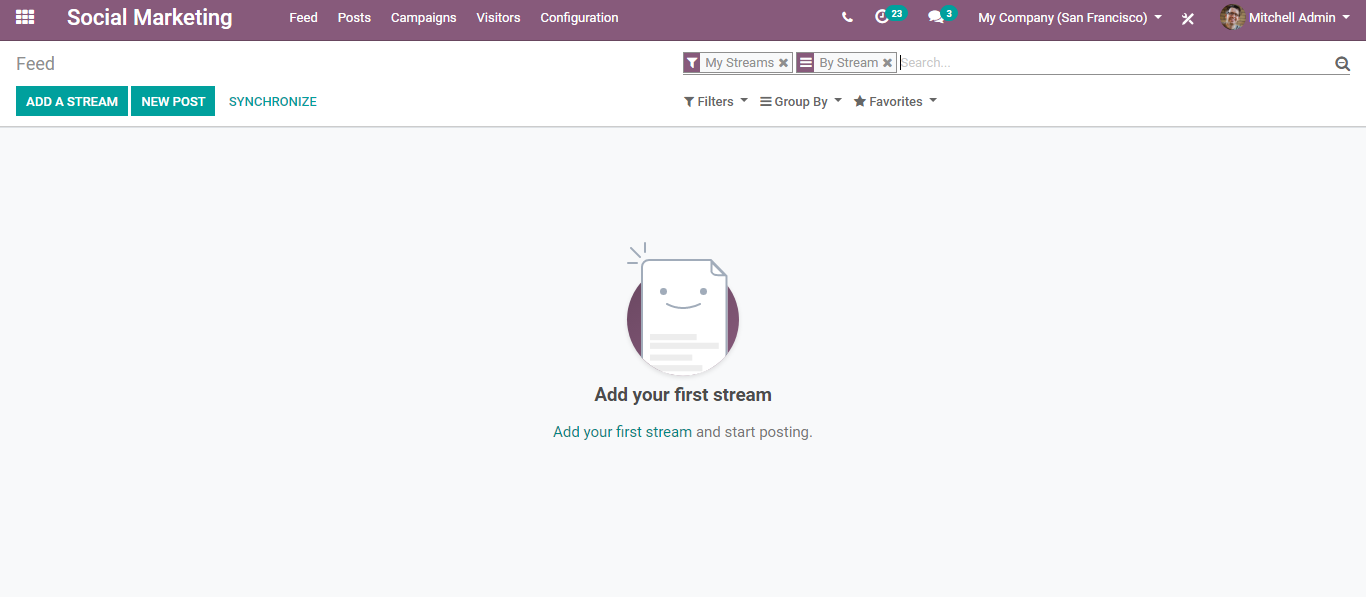 Social Marketing Feed Posts Campaigns Visitors Configuration 23 3 My Company (San Francisco) Mitchell Admin
Feed My Streams By Stream Search...
ADD A STREAM NEW POST SYNCHRONIZE Filters Group By Favorites
Add your first stream
Add your first stream and start posting.